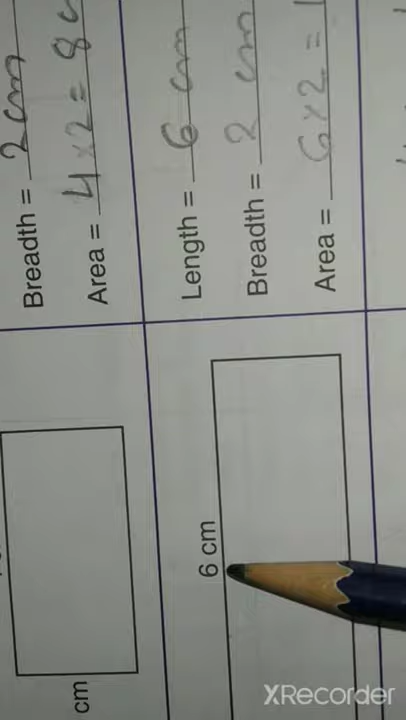 Breadth = 2 cm
Area = 4 x 2 = 8 c
cm
Length = 6 cm
Breadth = 2 cm
Area = 6 x 2 = 1
6 cm
XRecorder